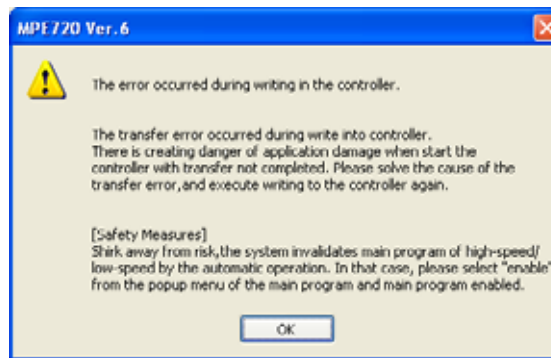 MPE720 Ver.6
The error occurred during writing in the controller.
The transfer error occurred during write into controller.
There is creating danger of application damage when start the
controller with transfer not completed. Please solve the cause of the
transfer error,and execute writing to the controller again.
[Safety Measures]
Shirk away from risk,the system invalidates main program of high-speed/
low-speed by the automatic operation. In that case, please select "enable"
from the popup menu of the main program and main program enabled.
OK